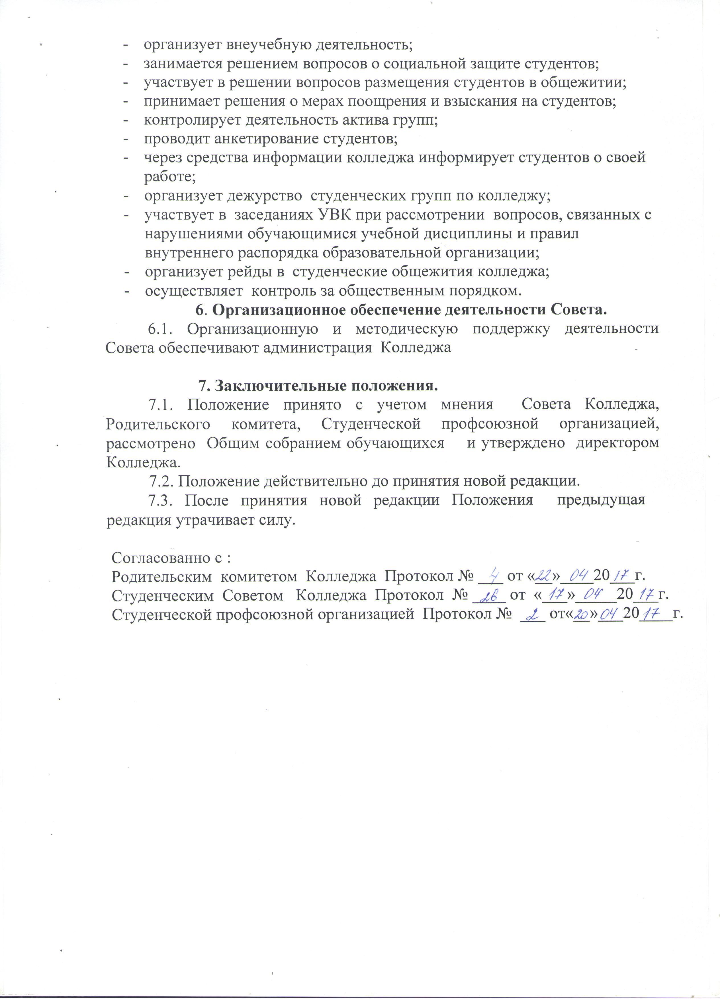 - организует внеучебную деятельность;
- занимается решением вопросов о социальной защите студентов;
- участвует в решении вопросов размещения студентов в общежитии;
- принимает решения о мерах поощрения и взыскания на студентов;
- контролирует деятельность актива групп;
- проводит анкетирование студентов;
- через средства информации колледжа информирует студентов о своей
работе;
- организует дежурство студенческих групп по колледжу;
- участвует в заседаниях УВК при рассмотрении вопросов, связанных с
нарушениями обучающимися учебной дисциплины и правил
внутреннего распорядка образовательной организации;
- организует рейды в студенческие общежития колледжа;
- осуществляет контроль за общественным порядком.
6. Организационное обеспечение деятельности Совета.
6.1. Организационную и методическую поддержку деятельности
Совета обеспечивают администрация Колледжа
7. Заключительные положения.
7.1. Положение принято с учетом мнения Совета Колледжа,
Родительского комитета, Студенческой профсоюзной организацией,
рассмотрено Общим собранием обучающихся и утверждено директором
Колледжа.
7.2. Положение действительно до принятия новой редакции.
7.3. После принятия новой редакции Положения предыдущая
редакция утрачивает силу.
Согласованно с :
Родительским комитетом Колледжа Протокол № 4 от «22» 04 2017 г.
Студенческим Советом Колледжа Протокол № 26 от «17» 04 2017 г.
Студенческой профсоюзной организацией Протокол № 2 от«20» 04 2017 г.